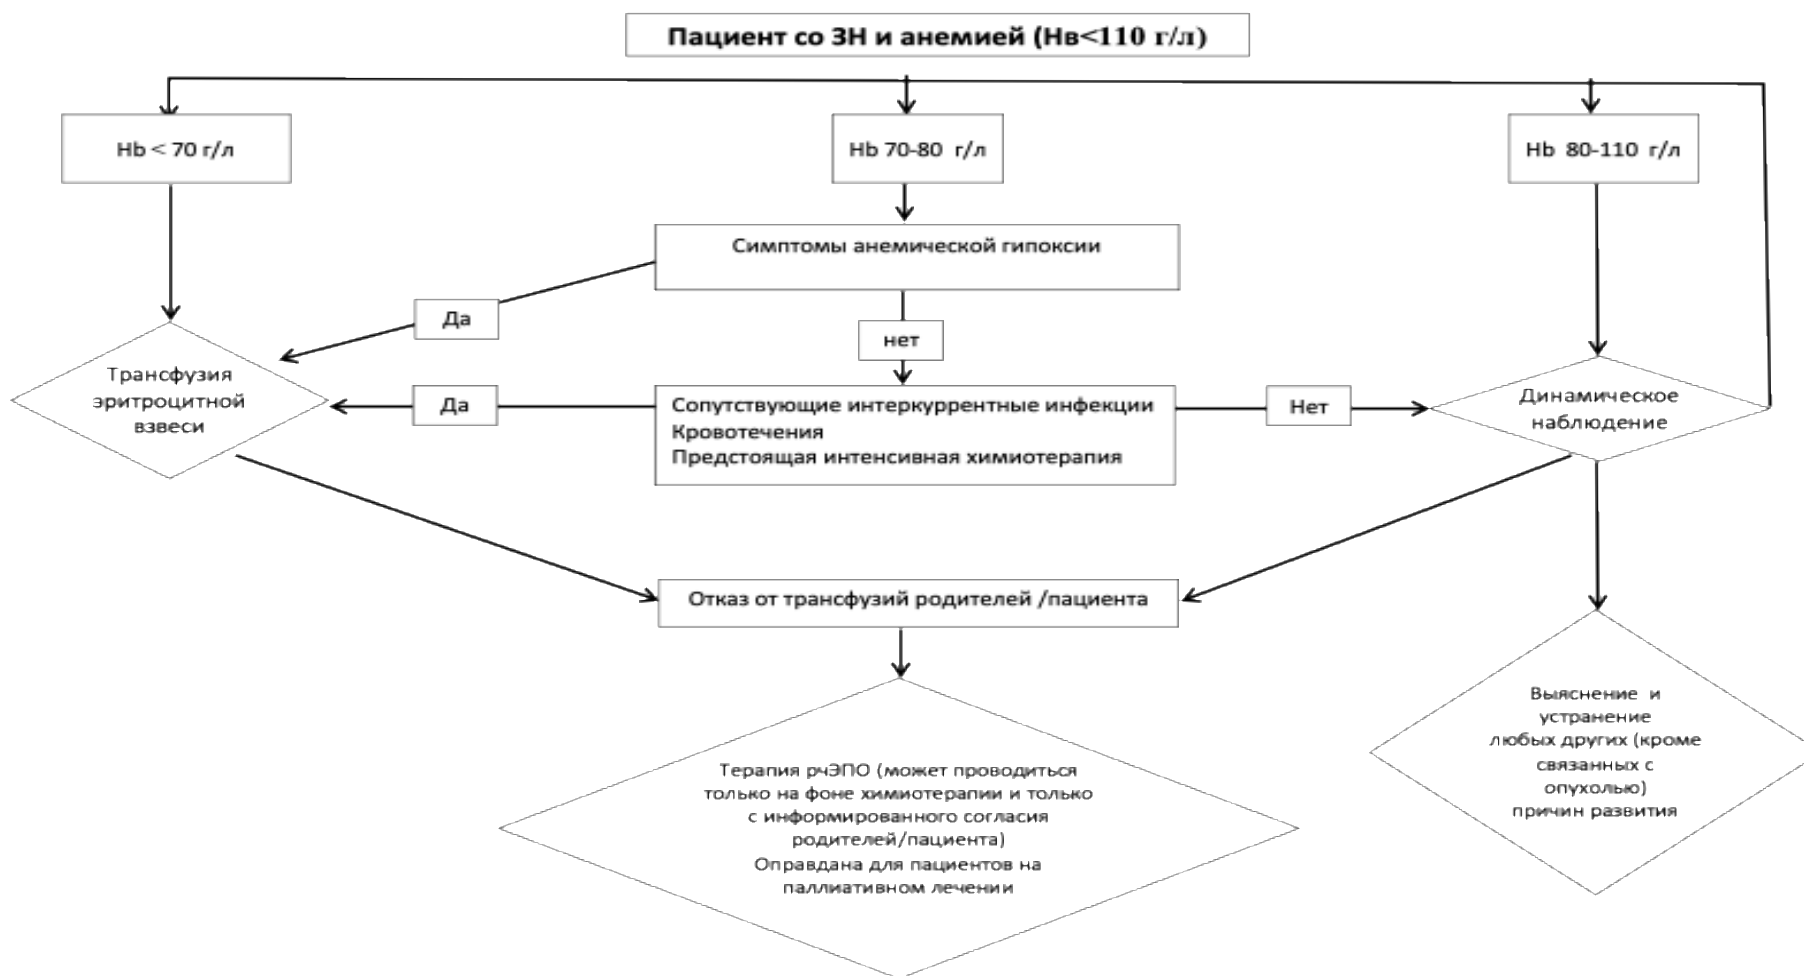 Пациент со ЗН и анемией (Нв<110 г/л)
Hb < 70 г/л
Hb 70-80 г/л
Hb 80-110 г/л
Симптомы анемической гипоксии
Да
нет
Трансфузия
эритроцитной
взвеси
Да
Сопутствующие интеркуррентные инфекции
Кровотечения
Предстоящая интенсивная химиотерапия
Нет
Динамическое
наблюдение
Отказ от трансфузий родителей /пациента
Терапия рчЭПО (может проводиться
только на фоне химиотерапии и только
с информированного согласия
родителей/пациента)
Оправдана для пациентов на
паллиативном лечении
Выяснение и
устранение
любых других (кроме
связанных с
опухолью)
причин развития